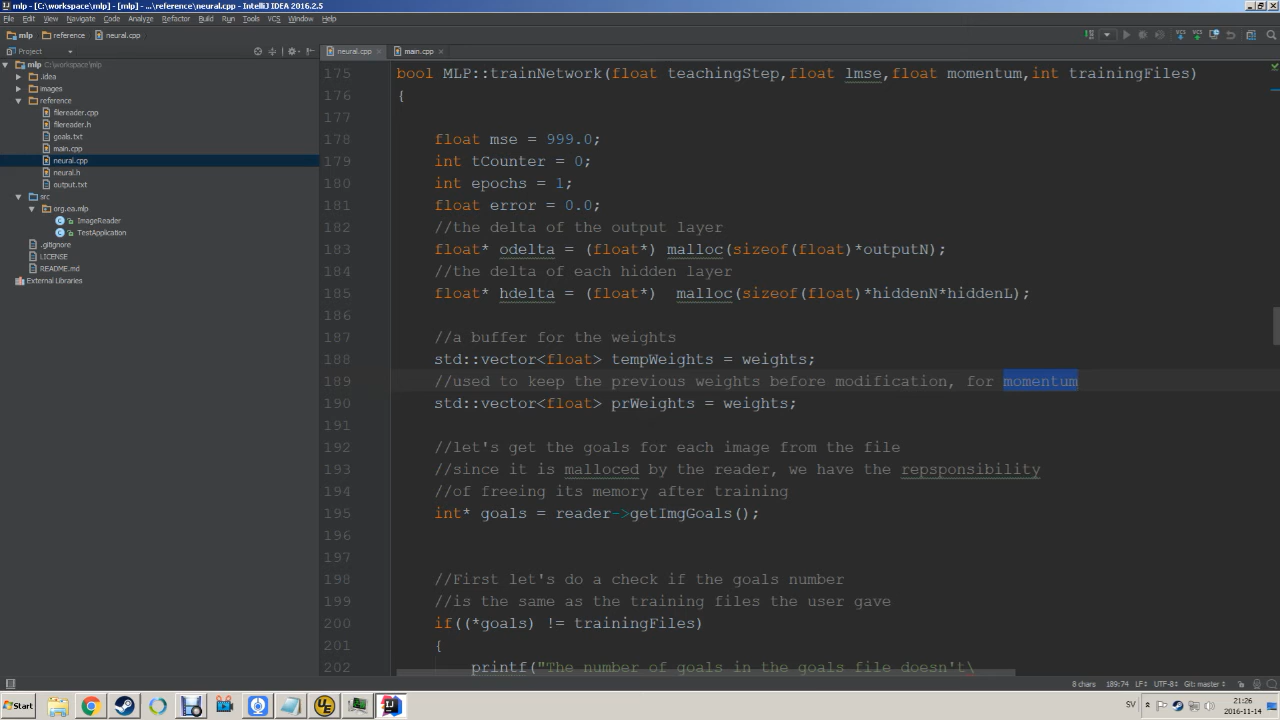 mlp - [C:\workspace\mlp] - [mlp] - ...\reference\neural.cpp - IntelliJ IDEA 2016.2.5
File Edit View Navigate Code Analyze Refactor Build Run Tools VCS Window Help
mlp reference neural.cpp
Project
neural.cpp main.cpp
mlp C:\workspace\mlp
.idea
images
reference
filereader.cpp
filereader.h
goals.txt
main.cpp
neural.cpp
neural.h
output.txt
src
org.ea.mlp
ImageReader
TestApplication
.gitignore
LICENSE
README.md
External Libraries
175 bool MLP::trainNetwork(float teachingStep,float lmse,float momentum,int trainingFiles)
176 {
177
178 float mse = 999.0;
179 int tCounter = 0;
180 int epochs = 1;
181 float error = 0.0;
182 //the delta of the output layer
183 float* odelta = (float*) malloc(sizeof(float)*outputN);
184 //the delta of each hidden layer
185 float* hdelta = (float*)  malloc(sizeof(float)*hiddenN*hiddenL);
186
187 //a buffer for the weights
188 std::vector<float> tempWeights = weights;
189 //used to keep the previous weights before modification, for momentum
190 std::vector<float> prWeights = weights;
191
192 //let's get the goals for each image from the file
193 //since it is malloced by the reader, we have the repsponsibility
194 //of freeing its memory after training
195 int* goals = reader->getImgGoals();
196
197
198 //First let's do a check if the goals number
199 //is the same as the training files the user gave
200 if((*goals) != trainingFiles)
201 {
202 printf("The number of goals in the goals file doesn't\
8 chars 189:74 LF÷ UTF-8÷ Git: master÷
Start
SV 21:26
2016-11-14